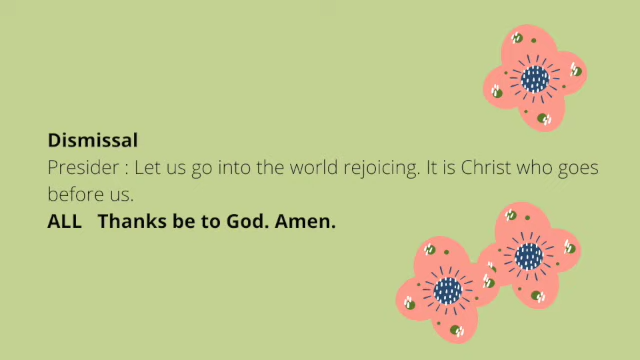 Dismissal
Presider : Let us go into the world rejoicing. It is Christ who goes
before us.
ALL   Thanks be to God. Amen.